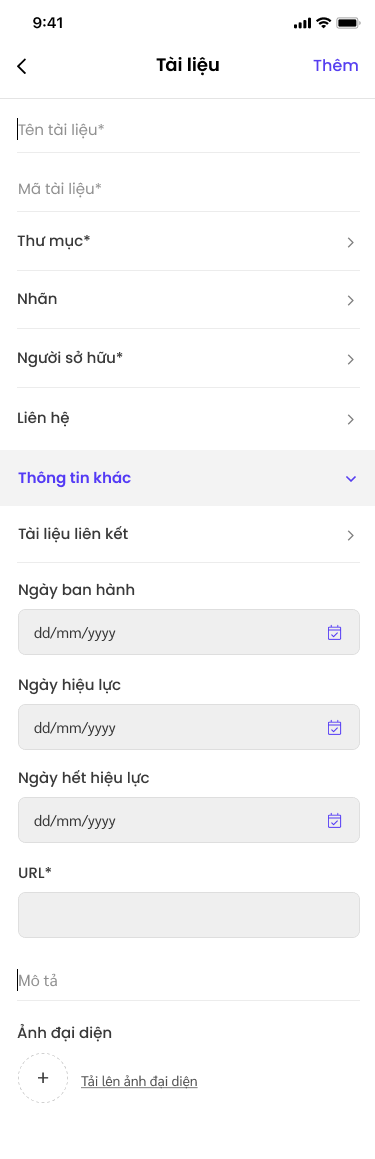 9:41
Tài liệu
Thêm
Tên tài liệu*
Mã tài liệu*
Thư mục*
Nhãn
Người sở hữu*
Liên hệ
Thông tin khác
Tài liệu liên kết
Ngày ban hành
dd/mm/yyyy
Ngày hiệu lực
dd/mm/yyyy
Ngày hết hiệu lực
dd/mm/yyyy
URL*
Mô tả
Ảnh đại diện
+
Tải lên ảnh đại diện